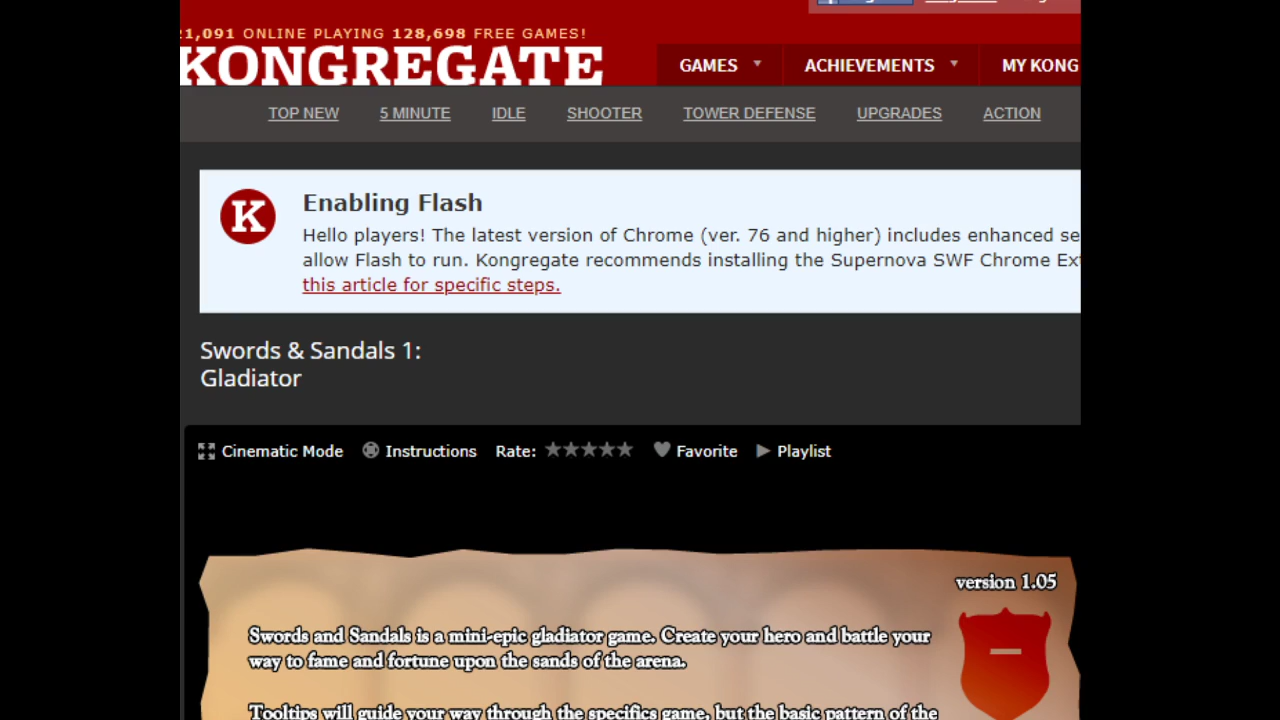 1,091 ONLINE PLAYING 128,698 FREE GAMES!
KONGREGATE
GAMES ACHIEVEMENTS MY KONG
TOP NEW 5 MINUTE IDLE SHOOTER TOWER DEFENSE UPGRADES ACTION
Enabling Flash
Hello players! The latest version of Chrome (ver. 76 and higher) includes enhanced se
allow Flash to run. Kongregate recommends installing the Supernova SWF Chrome Ex
this article for specific steps.
Swords & Sandals 1:
Gladiator
Cinematic Mode Instructions Rate: Favorite Playlist
version 1.05
Swords and Sandals is a mini-epic gladiator game. Create your hero and battle your
way to fame and fortune upon the sands of the arena.
Tooltips will guide your way through the specifics game, but the basic pattern of the